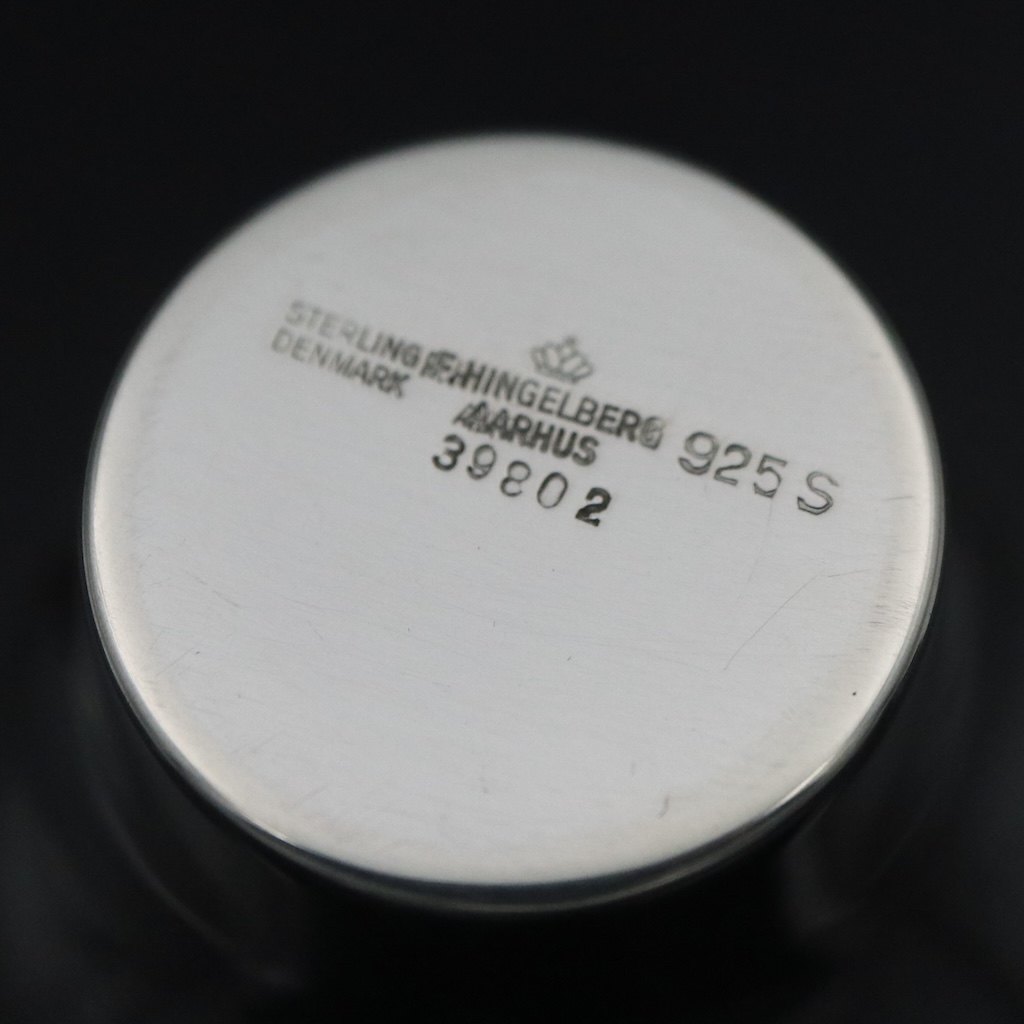 STERLING
DENMARK
F. HINGELBERG
AARHUS
925 S
39802